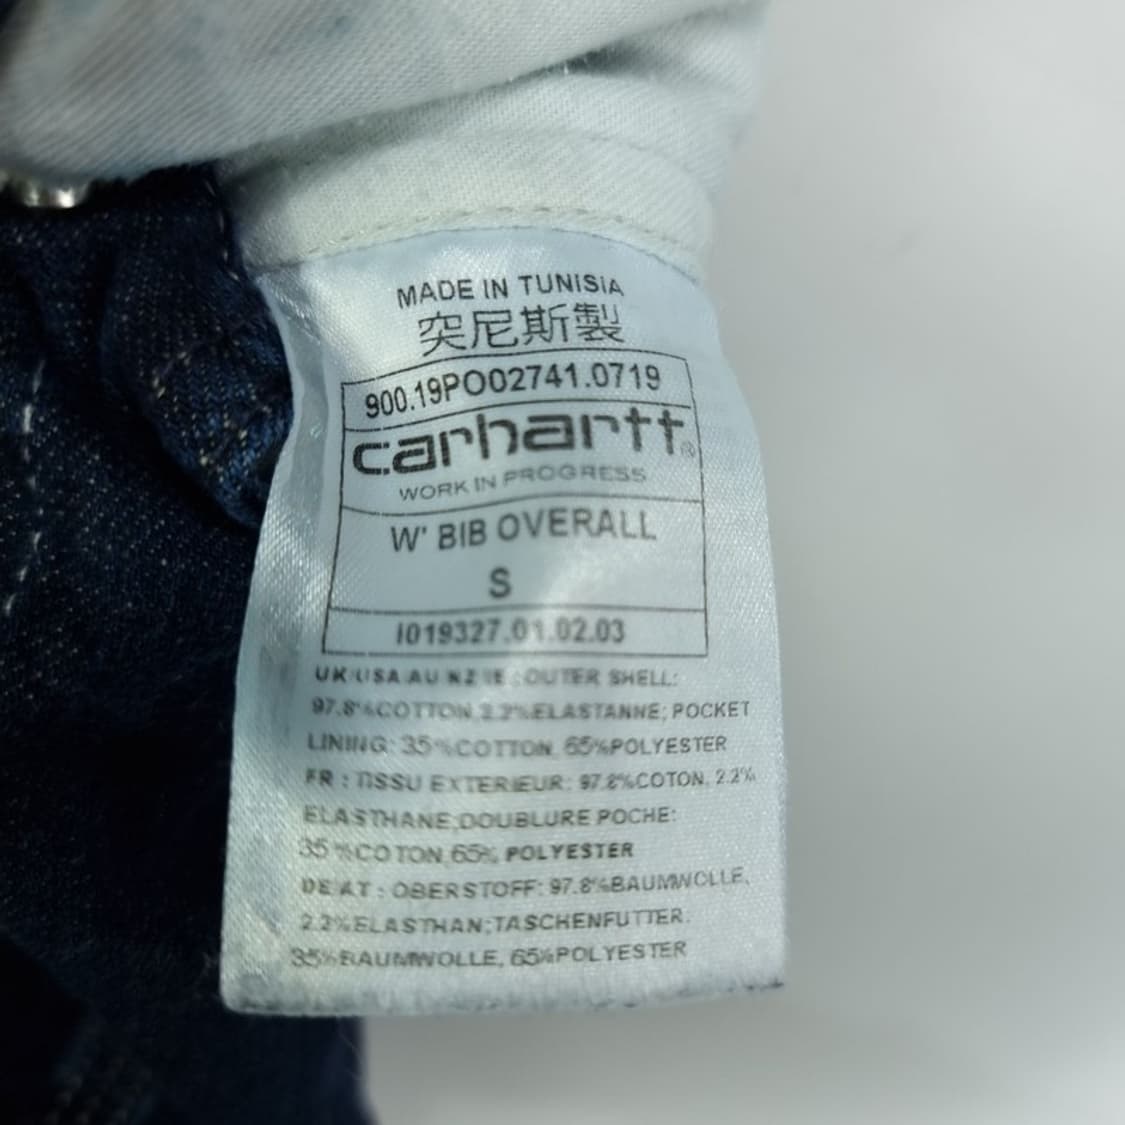 MADE IN TUNISIA
突尼斯製
900.19PO02741.0719
carhartt®
WORK IN PROGRESS
W' BIB OVERALL
S
I019327.01.02.03
UK USA AU NZ IE : OUTER SHELL:
97.8%COTTON 2.2%ELASTANNE; POCKET
LINING: 35%COTTON, 65%POLYESTER
FR : TISSU EXTERIEUR: 97.8%COTON, 2.2%
ELASTHANE;DOUBLURE POCHE:
35%COTON,65% POLYESTER
DE AT : OBERSTOFF: 97.8%BAUMWOLLE,
2.2%ELASTHAN;TASCHENFUTTER:
35%BAUMWOLLE, 65%POLYESTER